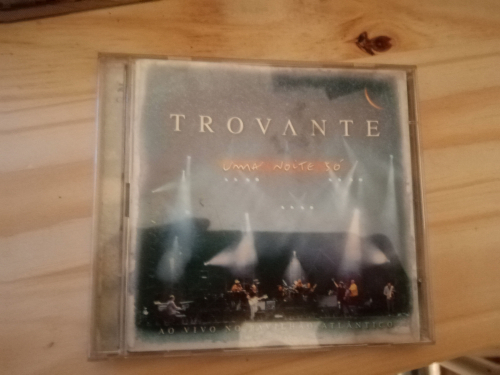 TROVANTE
UMA NOITE SÓ
AO VIVO NO ATLÂNTICO